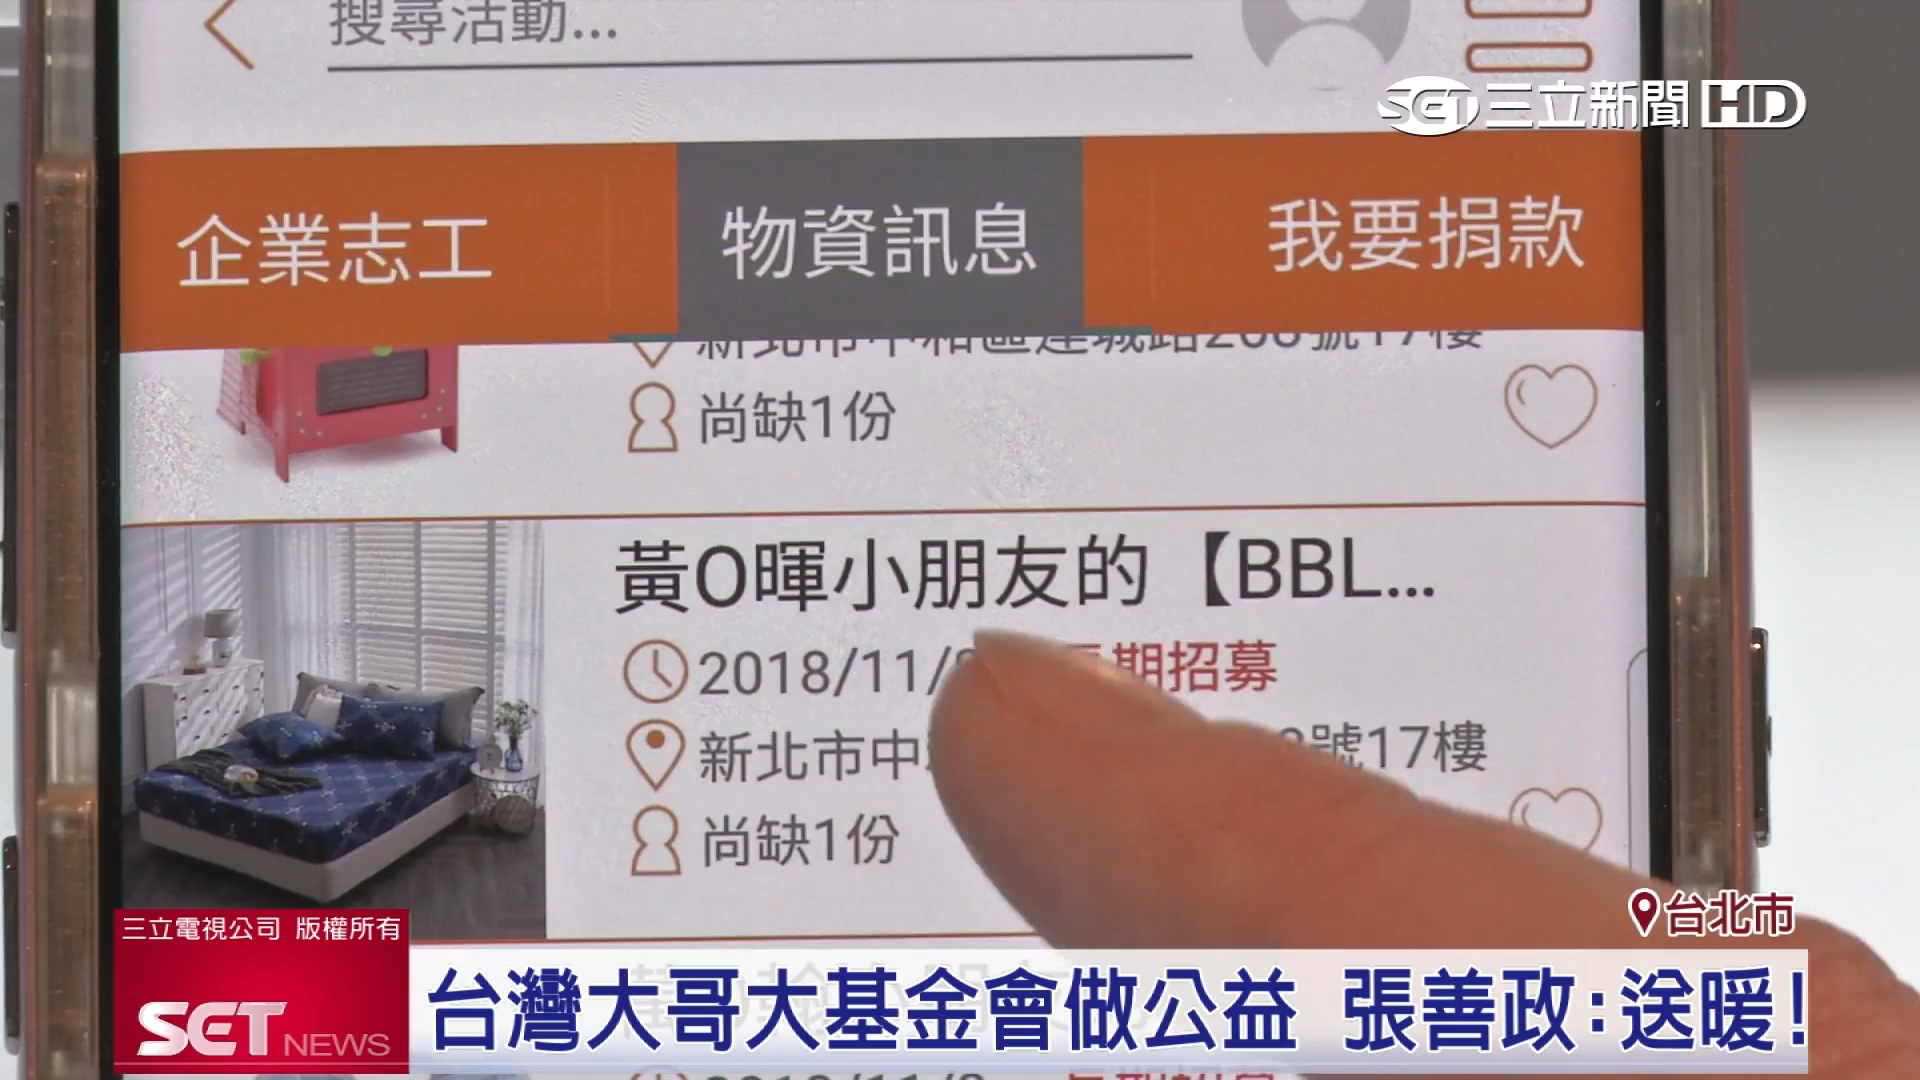 搜尋活動...
SET三立新聞HD
企業志工
物資訊息
我要捐款
尚缺1份
黃O暉小朋友的【BBL...
2018/11/
期招募
新北市中
號17樓
尚缺1份
台北市
三立電視公司 版權所有
SET NEWS
台灣大哥大基金會做公益 張善政:送暖!